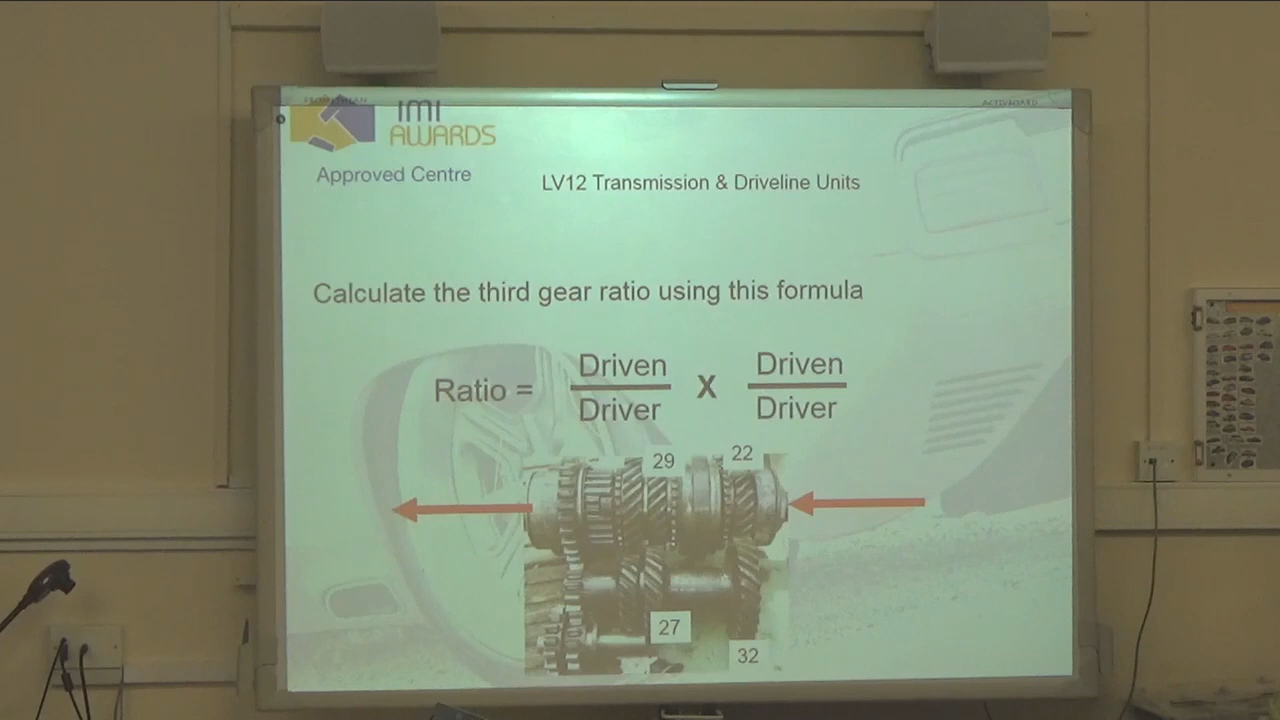 PROMETHEAN
ACTIVBOARD
IMI
AWARDS
Approved Centre
LV12 Transmission & Driveline Units
Calculate the third gear ratio using this formula
Ratio = Driven / Driver X Driven / Driver
29
22
27
32